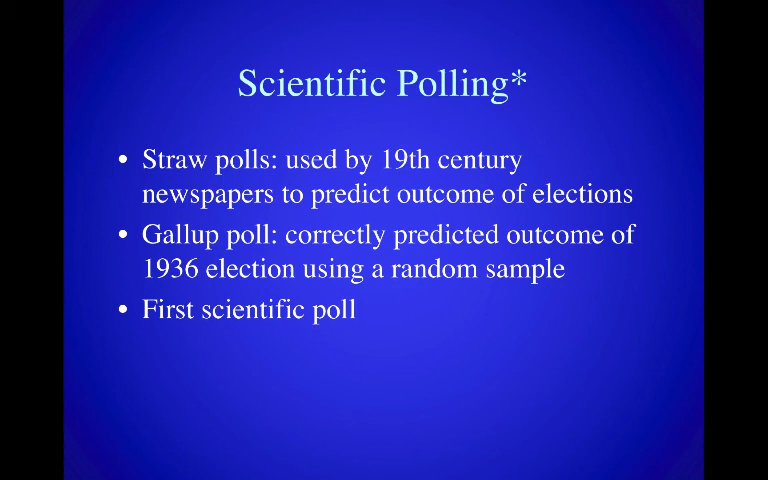 Scientific Polling*
• Straw polls: used by 19th century
newspapers to predict outcome of elections
• Gallup poll: correctly predicted outcome of
1936 election using a random sample
• First scientific poll